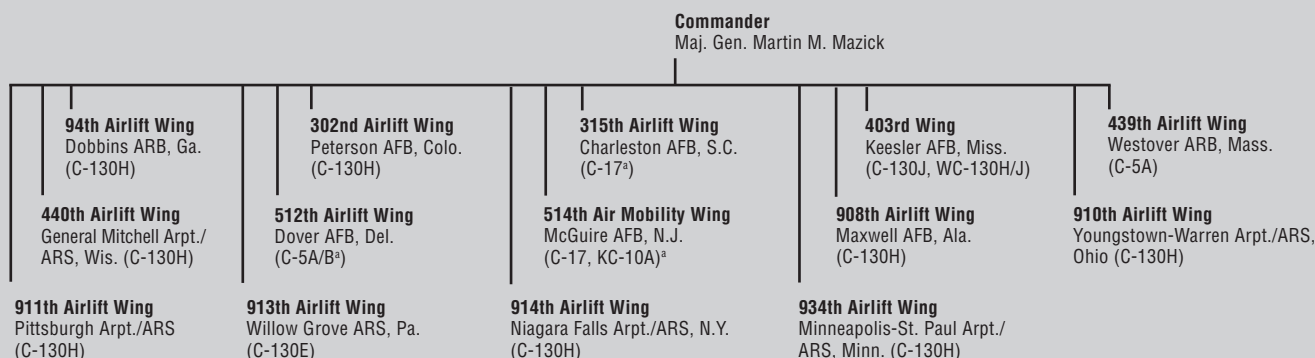 Commander
Maj. Gen. Martin M. Mazick
94th Airlift Wing
Dobbins ARB, Ga.
(C-130H)
302nd Airlift Wing
Peterson AFB, Colo.
(C-130H)
315th Airlift Wing
Charleston AFB, S.C.
(C-17ª)
403rd Wing
Keesler AFB, Miss.
(C-130J, WC-130H/J)
439th Airlift Wing
Westover ARB, Mass.
(C-5A)
440th Airlift Wing
General Mitchell Arpt./
ARS, Wis. (C-130H)
512th Airlift Wing
Dover AFB, Del.
(C-5A/Bª)
514th Air Mobility Wing
McGuire AFB, N.J.
(C-17, KC-10A)ª
908th Airlift Wing
Maxwell AFB, Ala.
(C-130H)
910th Airlift Wing
Youngstown-Warren Arpt./ARS,
Ohio (C-130H)
911th Airlift Wing
Pittsburgh Arpt./ARS
(C-130H)
913th Airlift Wing
Willow Grove ARS, Pa.
(C-130E)
914th Airlift Wing
Niagara Falls Arpt./ARS, N.Y.
(C-130H)
934th Airlift Wing
Minneapolis-St. Paul Arpt./
ARS, Minn. (C-130H)